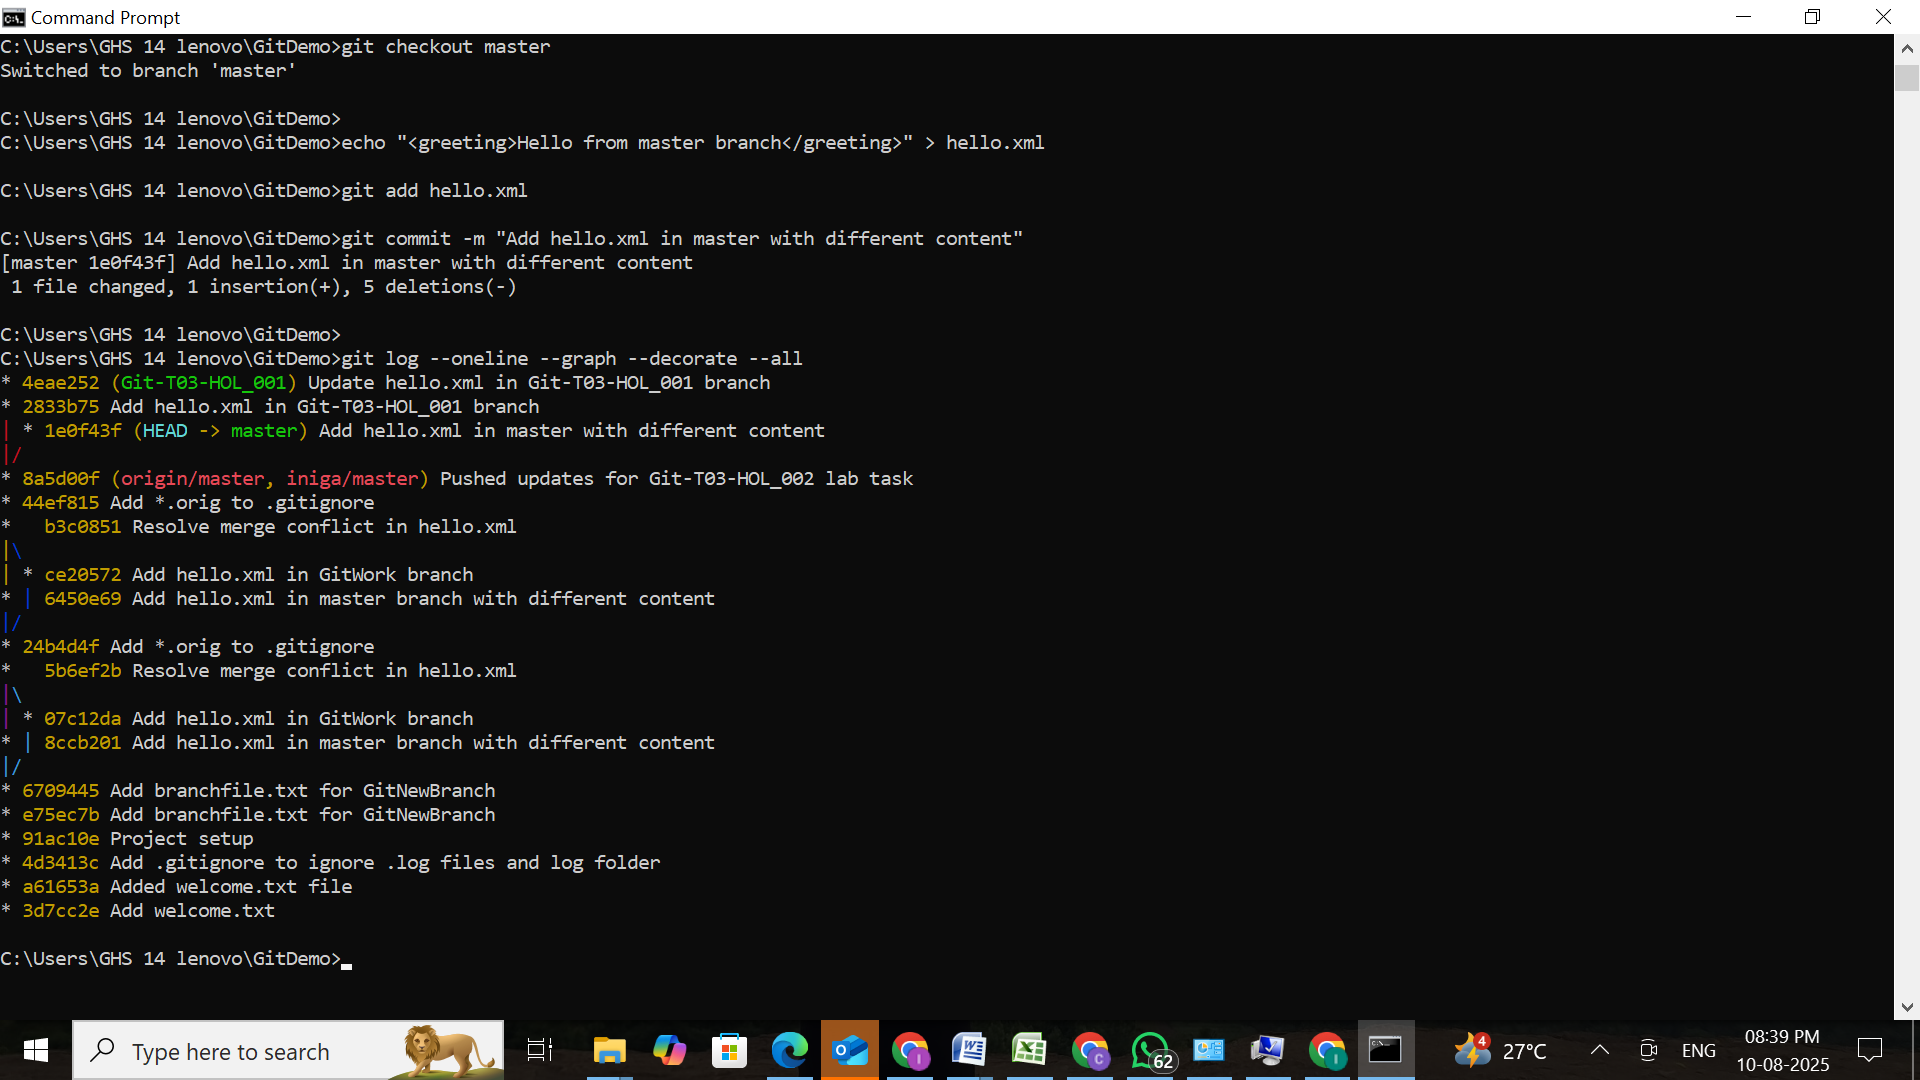 Command Prompt
C:\Users\GHS 14 lenovo\GitDemo>git checkout master
Switched to branch 'master'
C:\Users\GHS 14 lenovo\GitDemo>
C:\Users\GHS 14 lenovo\GitDemo>echo "<greeting>Hello from master branch</greeting>" > hello.xml
C:\Users\GHS 14 lenovo\GitDemo>git add hello.xml
C:\Users\GHS 14 lenovo\GitDemo>git commit -m "Add hello.xml in master with different content"
[master 1e0f43f] Add hello.xml in master with different content
 1 file changed, 1 insertion(+), 5 deletions(-)
C:\Users\GHS 14 lenovo\GitDemo>
C:\Users\GHS 14 lenovo\GitDemo>git log --oneline --graph --decorate --all
* 4eae252 (Git-T03-HOL_001) Update hello.xml in Git-T03-HOL_001 branch
* 2833b75 Add hello.xml in Git-T03-HOL_001 branch
| * 1e0f43f (HEAD -> master) Add hello.xml in master with different content
|/
* 8a5d00f (origin/master, iniga/master) Pushed updates for Git-T03-HOL_002 lab task
* 44ef815 Add *.orig to .gitignore
*   b3c0851 Resolve merge conflict in hello.xml
|\
| * ce20572 Add hello.xml in GitWork branch
* | 6450e69 Add hello.xml in master branch with different content
|/
* 24b4d4f Add *.orig to .gitignore
*   5b6ef2b Resolve merge conflict in hello.xml
|\
| * 07c12da Add hello.xml in GitWork branch
* | 8ccb201 Add hello.xml in master branch with different content
|/
* 6709445 Add branchfile.txt for GitNewBranch
* e75ec7b Add branchfile.txt for GitNewBranch
* 91ac10e Project setup
* 4d3413c Add .gitignore to ignore .log files and log folder
* a61653a Added welcome.txt file
* 3d7cc2e Add welcome.txt
C:\Users\GHS 14 lenovo\GitDemo>
Type here to search
I
C
62
I
4
27°C
ENG
08:39 PM
10-08-2025